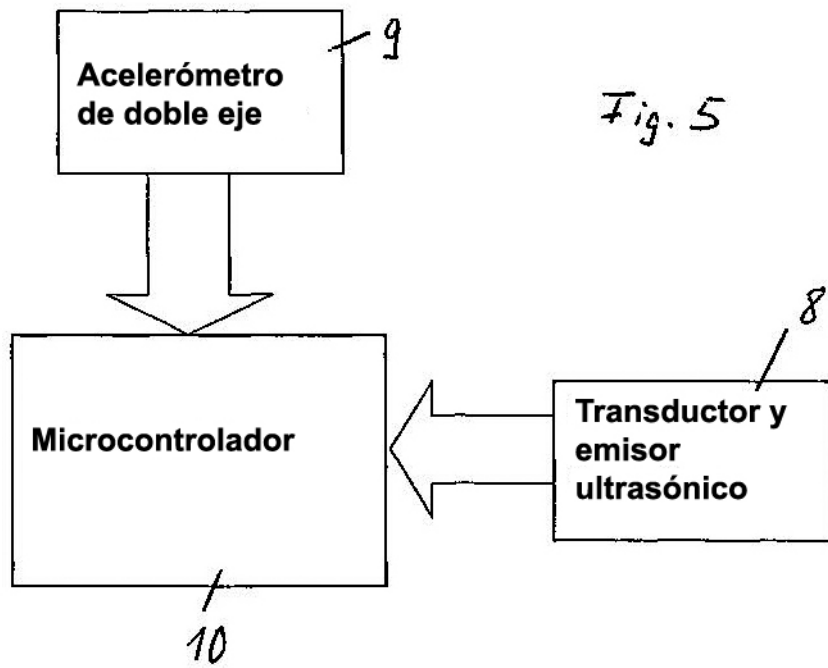 9
Acelerómetro
de doble eje
Fig. 5
8
Transductor y
emisor
ultrasónico
Microcontrolador
10